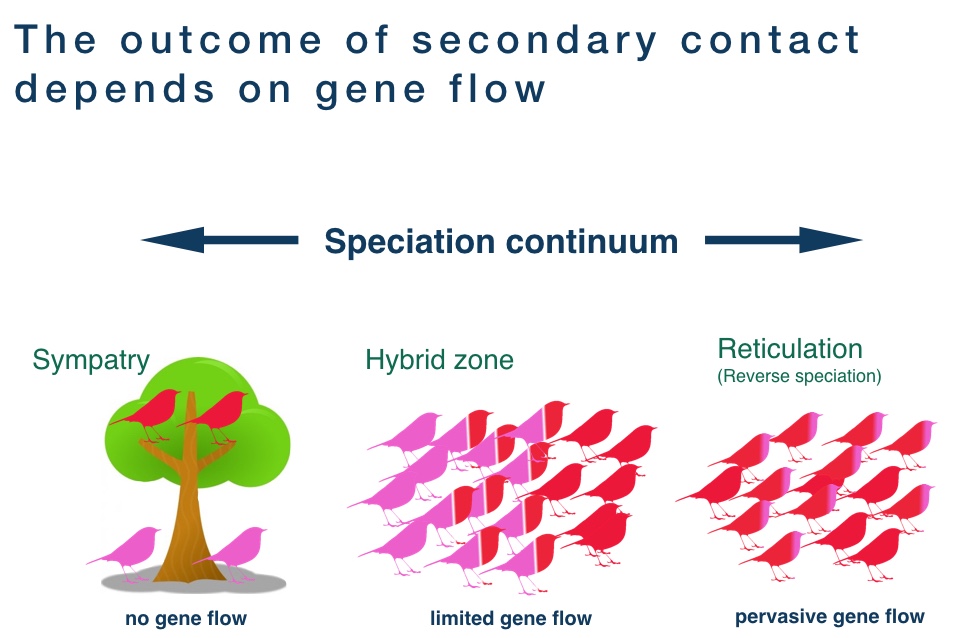 The outcome of secondary contact
depends on gene flow
Speciation continuum
Sympatry
Hybrid zone
Reticulation
(Reverse speciation)
no gene flow
limited gene flow
pervasive gene flow